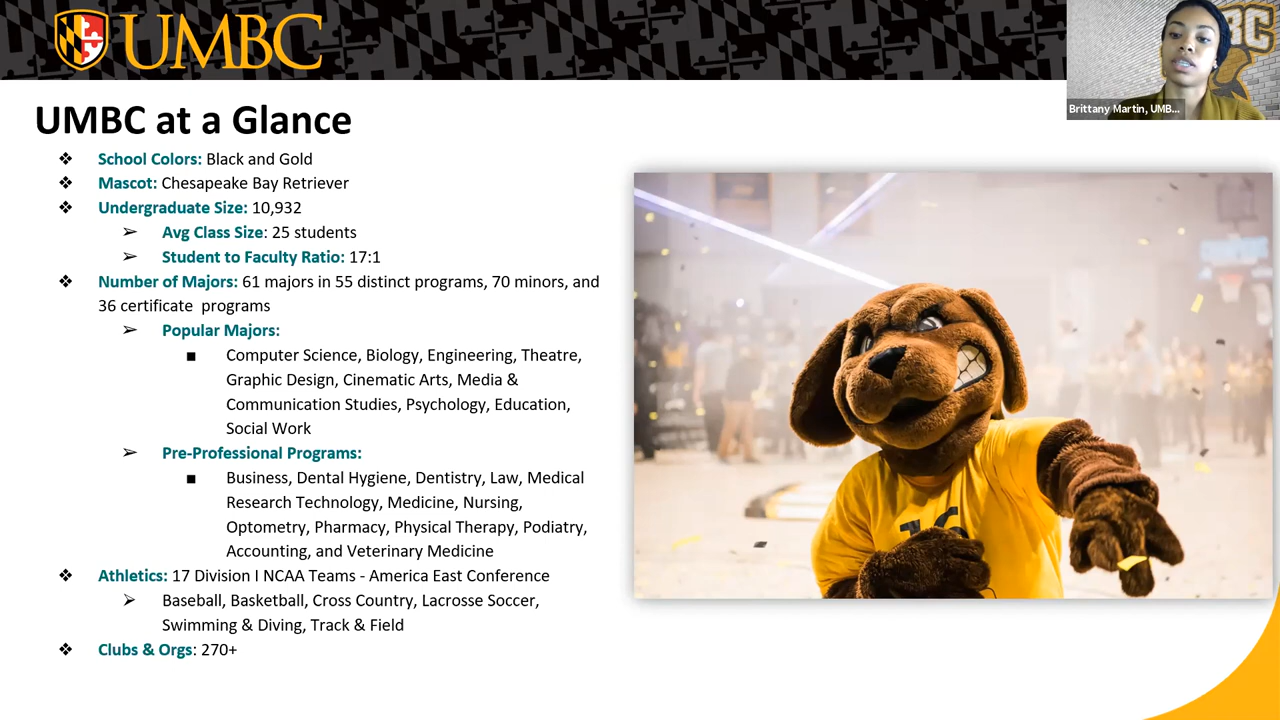 UMBC
RC
Brittany Martin, UMB...
UMBC at a Glance
❖ School Colors: Black and Gold
❖ Mascot: Chesapeake Bay Retriever
❖ Undergraduate Size: 10,932
➢ Avg Class Size: 25 students
➢ Student to Faculty Ratio: 17:1
❖ Number of Majors: 61 majors in 55 distinct programs, 70 minors, and
36 certificate programs
➢ Popular Majors:
■ Computer Science, Biology, Engineering, Theatre,
Graphic Design, Cinematic Arts, Media &
Communication Studies, Psychology, Education,
Social Work
➢ Pre-Professional Programs:
■ Business, Dental Hygiene, Dentistry, Law, Medical
Research Technology, Medicine, Nursing,
Optometry, Pharmacy, Physical Therapy, Podiatry,
Accounting, and Veterinary Medicine
❖ Athletics: 17 Division I NCAA Teams - America East Conference
➢ Baseball, Basketball, Cross Country, Lacrosse Soccer,
Swimming & Diving, Track & Field
❖ Clubs & Orgs: 270+